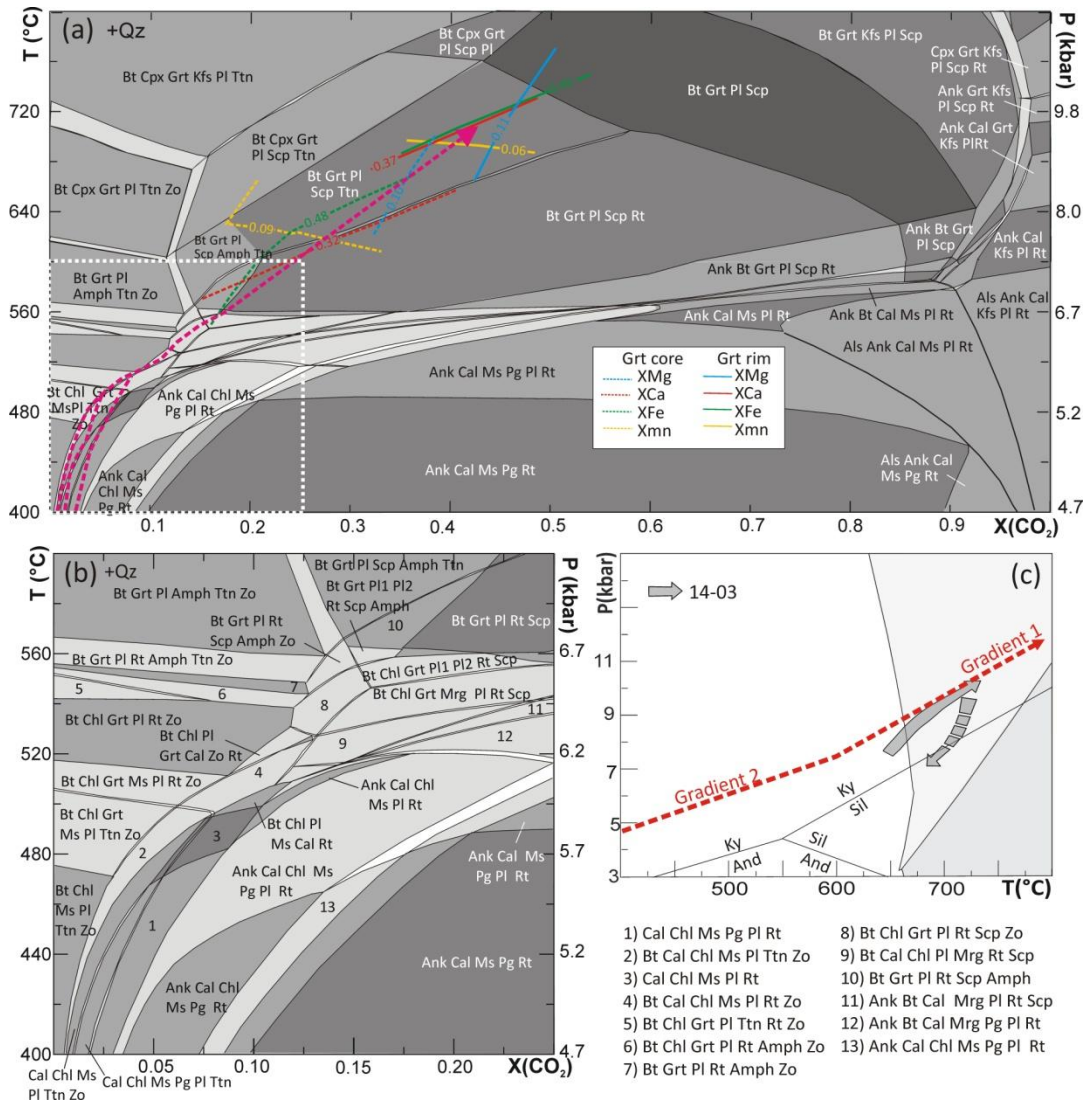 T (°C)
(a) +Qz
P (kbar)
Bt Cpx Grt
Pl Scp Pl
Bt Grt Kfs Pl Scp
Bt Cpx Grt Kfs Pl Ttn
Cpx Grt Kfs
Pl Scp Rt
Bt Grt Pl Scp
Ank Grt Kfs
Pl Scp Rt
720
9.8
Ank Cal Grt
Kfs PlRt
0.11
Bt Cpx Grt
Pl Scp Ttn
0.37
0.06
Bt Cpx Grt Pl Ttn Zo
Bt Grt Pl
Scp Ttn
0.10
640
8.0
0.48
Bt Grt Pl Scp Rt
0.09
Ank Bt Grt
Pl Scp
Ank Cal
Kfs Pl Rt
Bt Grt Pl
Scp Amph Ttn
0.32
Ank Bt Grt Pl Scp Rt
Bt Grt Pl
Amph Ttn Zo
560
6.7
Ank Cal Ms Pl Rt
Ank Bt Cal Ms Pl Rt
Als Ank Cal
Kfs Pl Rt
Als Ank Cal Ms Pl Rt
Ank Cal Ms Pg Pl Rt
Grt core
Grt rim
XMg
XMg
XCa
XCa
XFe
XFe
Xmn
Xmn
Bt Chl Grt
MsPl Ttn
Zo
Ank Cal Chl Ms
Pg Pl Rt
480
5.2
Ank Cal
Chl Ms
Pg Rt
Ank Cal Ms Pg Rt
Als Ank Cal
Ms Pg Rt
400
4.7
0.1
0.2
0.3
0.4
0.5
0.6
0.7
0.8
0.9
X(CO2)
T (°C)
(b) +Qz
P (kbar)
Bt Grt Pl Scp Amph Ttn
Bt Grt Pl Amph Ttn Zo
Bt Grt Pl1 Pl2
Rt Scp Amph
10
Bt Grt Pl Rt
Scp Amph Zo
Bt Grt Pl Rt Scp
560
6.7
Bt Grt Pl Rt Amph Ttn Zo
Bt Chl Grt Pl1 Pl2 Rt Scp
5
6
7
8
Bt Chl Grt Mrg Pl Rt Scp
Bt Chl Grt Pl Rt Zo
11
Bt Chl Pl
Grt Cal Zo Rt
9
12
520
6.2
4
Bt Chl Grt Ms Pl Rt Zo
Ank Cal Chl
Ms Pl Rt
Bt Chl Grt
Ms Pl Ttn Zo
3
Bt Chl Pl
Ms Cal Rt
2
480
5.7
Ank Cal Ms
Pg Pl Rt
Ank Cal Chl Ms
Pg Pl Rt
Bt Chl
Ms Pl
Ttn Zo
13
1
440
5.2
Ank Cal Ms Pg Rt
Ank Cal Chl
Ms Pg Rt
400
4.7
0.05
0.10
0.15
0.20
X(CO2)
Cal Chl Ms
Pl Ttn Zo
Cal Chl Ms Pg Pl Ttn
P(kbar)
(c)
14-03
11
Gradient 1
9
7
Gradient 2
Ky
Sil
5
Ky
And
Sil
And
3
500
600
700
T(°C)
1) Cal Chl Ms Pg Pl Rt
2) Bt Cal Chl Ms Pl Ttn Zo
3) Cal Chl Ms Pl Rt
4) Bt Cal Chl Ms Pl Rt Zo
5) Bt Chl Grt Pl Ttn Rt Zo
6) Bt Chl Grt Pl Rt Amph Zo
7) Bt Grt Pl Rt Amph Zo
8) Bt Chl Grt Pl Rt Scp Zo
9) Bt Cal Chl Pl Mrg Rt Scp
10) Bt Grt Pl Rt Scp Amph
11) Ank Bt Cal Mrg Pl Rt Scp
12) Ank Bt Cal Mrg Pg Pl Rt
13) Ank Cal Chl Ms Pg Pl Rt